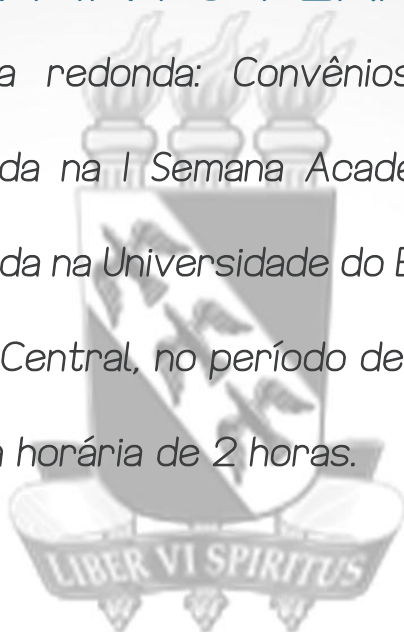 a redonda: Convênios
da na I Semana Acade
da na Universidade do E
Central, no período de
a horária de 2 horas.
LIBER VI SPIRITUS